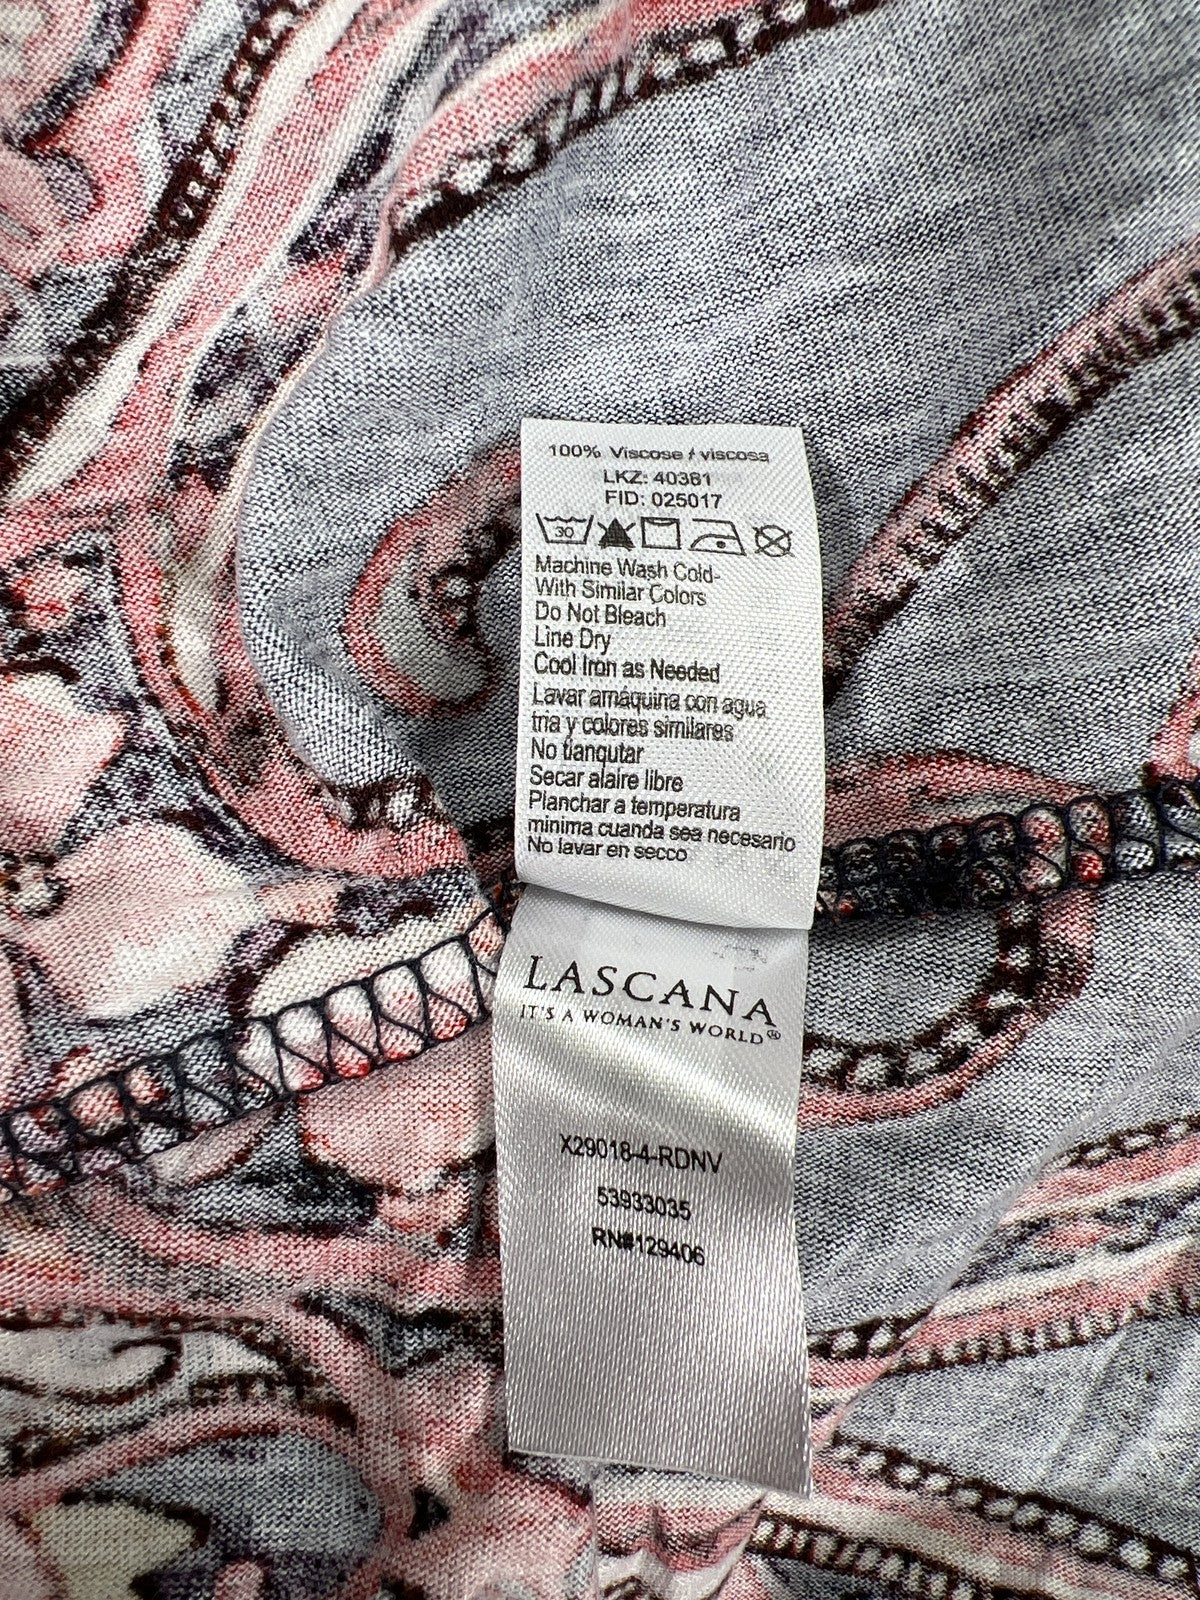 100% Viscose / viscosa
LKZ: 40381
FID: 025017
30
Machine Wash Cold-
With Similar Colors
Do Not Bleach
Line Dry
Cool Iron as Needed
Lavar amáquina con agua
tria y colores similares
No tlanqutar
Secar alaire libre
Planchar a temperatura
minima cuanda sea necesario
No lavar en secco
LASCANA
IT'S A WOMAN'S WORLD®
X29018-4-RDNV
53933035
RN#129406